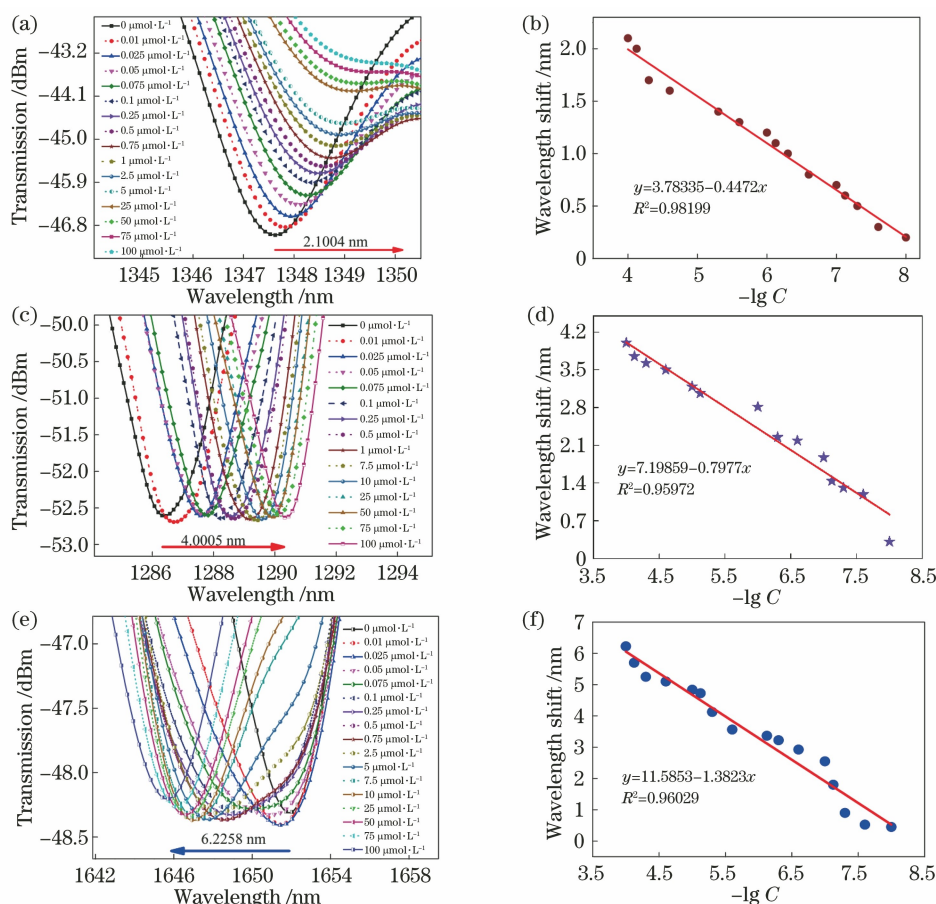 (a)
Transmission /dBm
−43.2
−44.1
−45.0
−45.9
−46.8
0 μmol·L⁻¹
0.01 μmol·L⁻¹
0.025 μmol·L⁻¹
0.05 μmol·L⁻¹
0.075 μmol·L⁻¹
0.1 μmol·L⁻¹
0.25 μmol·L⁻¹
0.5 μmol·L⁻¹
0.75 μmol·L⁻¹
1 μmol·L⁻¹
2.5 μmol·L⁻¹
5 μmol·L⁻¹
25 μmol·L⁻¹
50 μmol·L⁻¹
75 μmol·L⁻¹
100 μmol·L⁻¹
2.1004 nm
1345 1346 1347 1348 1349 1350
Wavelength /nm
(b)
Wavelength shift /nm
2.0
1.5
1.0
0.5
0
y=3.78335−0.4472x
R²=0.98199
4 5 6 7 8
−lg C
(c)
Transmission /dBm
−50.0
−50.5
−51.0
−51.5
−52.0
−52.5
−53.0
0 μmol·L⁻¹
0.01 μmol·L⁻¹
0.025 μmol·L⁻¹
0.05 μmol·L⁻¹
0.075 μmol·L⁻¹
0.1 μmol·L⁻¹
0.25 μmol·L⁻¹
0.5 μmol·L⁻¹
1 μmol·L⁻¹
7.5 μmol·L⁻¹
10 μmol·L⁻¹
25 μmol·L⁻¹
50 μmol·L⁻¹
75 μmol·L⁻¹
100 μmol·L⁻¹
4.0005 nm
1286 1288 1290 1292 1294
Wavelength /nm
(d)
Wavelength shift /nm
4.2
3.5
2.8
2.1
1.4
0.7
0
y=7.19859−0.7977x
R²=0.95972
3.5 4.5 5.5 6.5 7.5 8.5
−lg C
(e)
Transmission /dBm
−47.0
−47.5
−48.0
−48.5
0 μmol·L⁻¹
0.01 μmol·L⁻¹
0.025 μmol·L⁻¹
0.05 μmol·L⁻¹
0.075 μmol·L⁻¹
0.1 μmol·L⁻¹
0.25 μmol·L⁻¹
0.5 μmol·L⁻¹
0.75 μmol·L⁻¹
2.5 μmol·L⁻¹
5 μmol·L⁻¹
7.5 μmol·L⁻¹
10 μmol·L⁻¹
25 μmol·L⁻¹
50 μmol·L⁻¹
75 μmol·L⁻¹
100 μmol·L⁻¹
6.2258 nm
1642 1646 1650 1654 1658
Wavelength /nm
(f)
Wavelength shift /nm
7
6
5
4
3
2
1
0
y=11.5853−1.3823x
R²=0.96029
3.5 4.5 5.5 6.5 7.5 8.5
−lg C